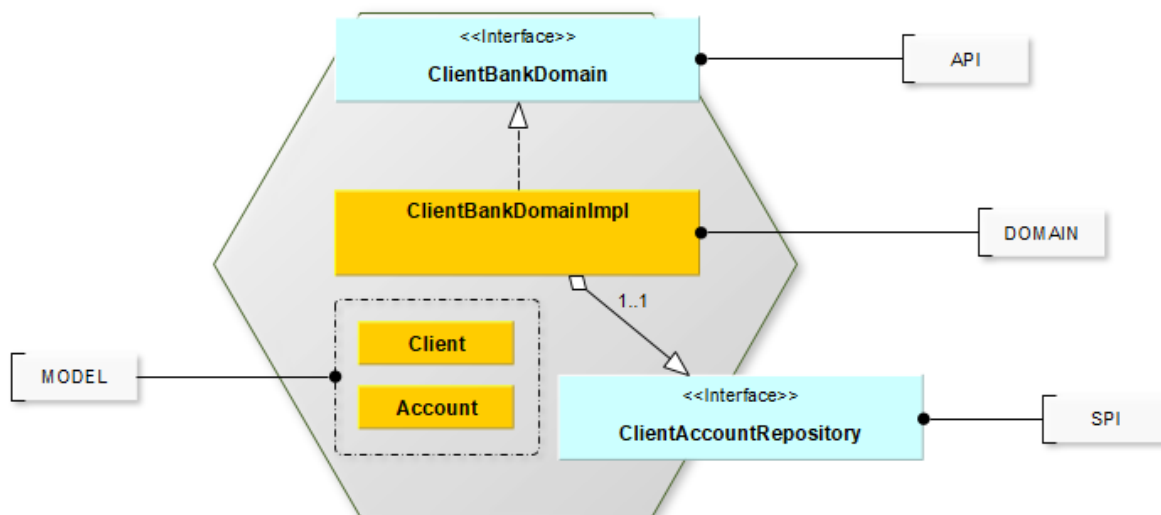 <<Interface>>
ClientBankDomain
API
ClientBankDomainImpl
DOMAIN
1..1
Client
MODEL
Account
<<Interface>>
ClientAccountRepository
SPI